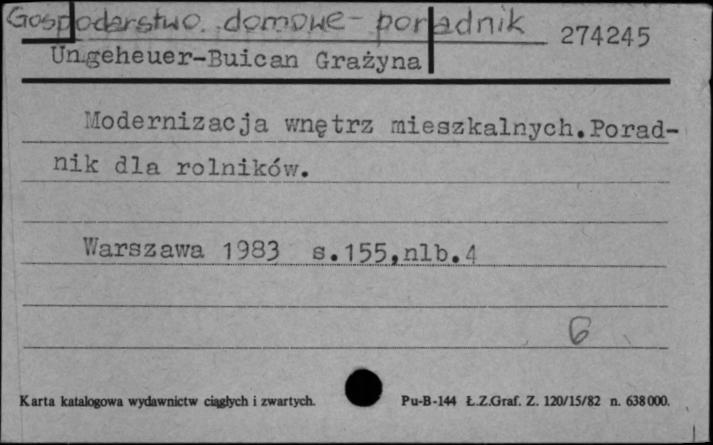 Gospodarstwo domowe - poradnik
274245
Ungeheuer-Buican Grażyna
Modernizacja wnętrz mieszkalnych.Porad-
nik dla rolników.
Warszawa 1983 s.155,nlb.4
6
Karta katalogowa wydawnictw ciągłych i zwartych.
Pu-B-144 Ł.Z.Graf. Z. 120/15/82 n. 638000.